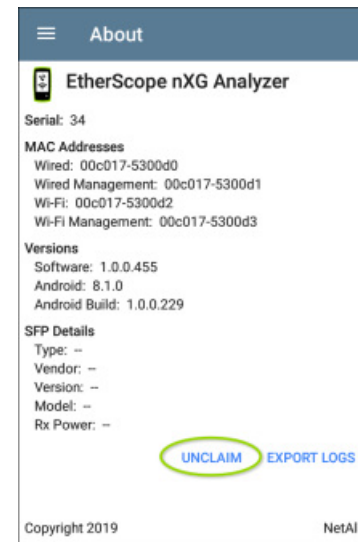 About
EtherScope nXG Analyzer
Serial: 34
MAC Addresses
Wired: 00c017-5300d0
Wired Management: 00c017-5300d1
Wi-Fi: 00c017-5300d2
Wi-Fi Management: 00c017-5300d3
Versions
Software: 1.0.0.455
Android: 8.1.0
Android Build: 1.0.0.229
SFP Details
Type: --
Vendor: --
Version: --
Model: --
Rx Power: --
UNCLAIM EXPORT LOGS
Copyright 2019 NetAl